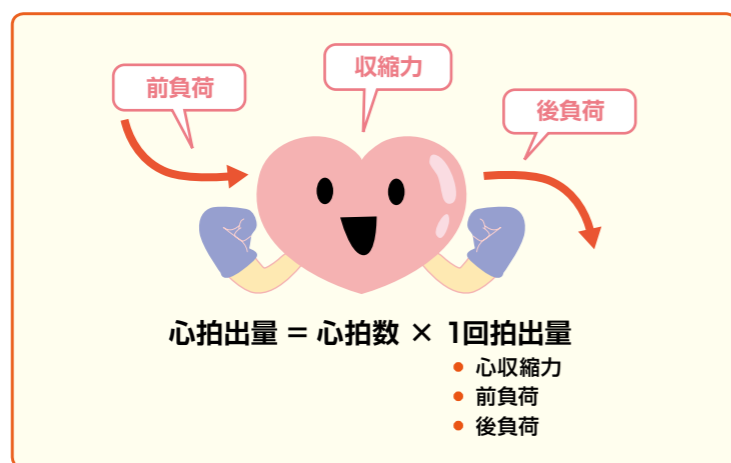 前負荷
収縮力
後負荷
心拍出量 = 心拍数 × 1回拍出量
● 心収縮力
● 前負荷
● 後負荷